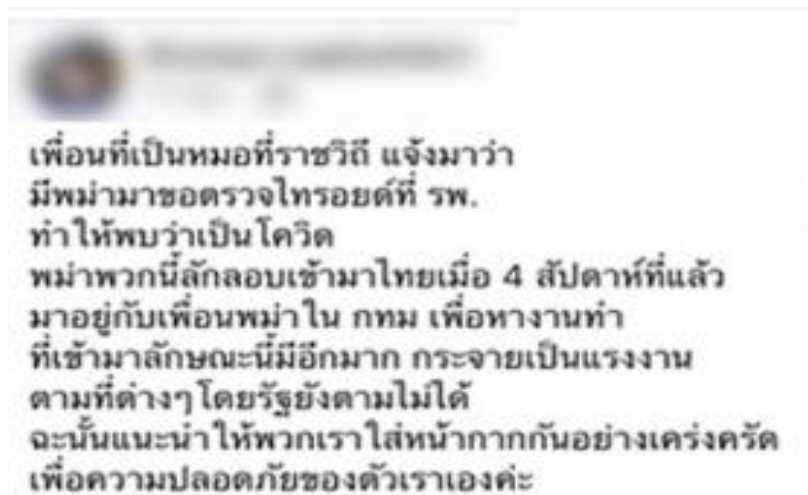 เพื่อนที่เป็นหมอที่ราชวิถี แจ้งมาว่า
มีพม่ามาขอตรวจไทรอยด์ที่ รพ.
ทำให้พบว่าเป็นโควิด
พม่าพวกนี้ลักลอบเข้ามาไทยเมื่อ 4 สัปดาห์ที่แล้ว
มาอยู่กับเพื่อนพม่าใน กทม เพื่อหางานทำ
ที่เข้ามาลักษณะนี้มีอีกมาก กระจายเป็นแรงงาน
ตามที่ต่างๆ โดยรัฐยังตามไม่ได้
ฉะนั้นแนะนำให้พวกเราใส่หน้ากากกันอย่างเคร่งครัด
เพื่อความปลอดภัยของตัวเราเองค่ะ